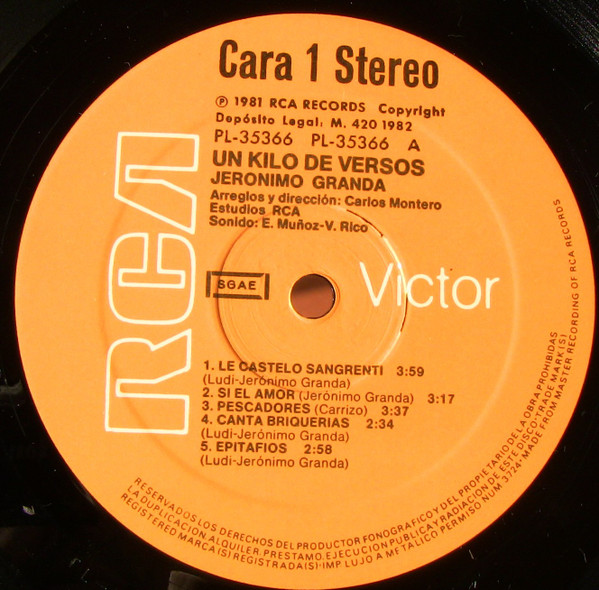 Cara 1 Stereo
℗ 1981 RCA RECORDS Copyright
Depósito Legal: M. 420 1982
PL-35366 PL-35366 A
UN KILO DE VERSOS
JERONIMO GRANDA
Arreglos y dirección: Carlos Montero
Estudios RCA
Sonido: E. Muñoz-V. Rico
RCA
SGAE
Victor
1. LE CASTELO SANGRENTI 3:59
(Ludi-Jerónimo Granda)
2. SI EL AMOR (Jerónimo Granda) 3:17
3. PESCADORES (Carrizo) 3:37
4. CANTA BRIQUERIAS 2:34
(Ludi-Jerónimo Granda)
5. EPITAFIOS 2:58
(Ludi-Jerónimo Granda)
RESERVADOS LOS DERECHOS DEL PRODUCTOR FONOGRAFICO Y DEL PROPIETARIO DE LA OBRA PROHIBIDAS
LA DUPLICACION, ALQUILER, PRESTAMO, EJECUCION PUBLICA Y RADIACION DE ESTE DISCO-TRADE MARK(S)
REGISTERED MARCA(S) REGISTRADA(S)-IMP LUJO A METALICO PERMISO NUM 3724-MADE FROM MASTER RECORDING OF RCA RECORDS